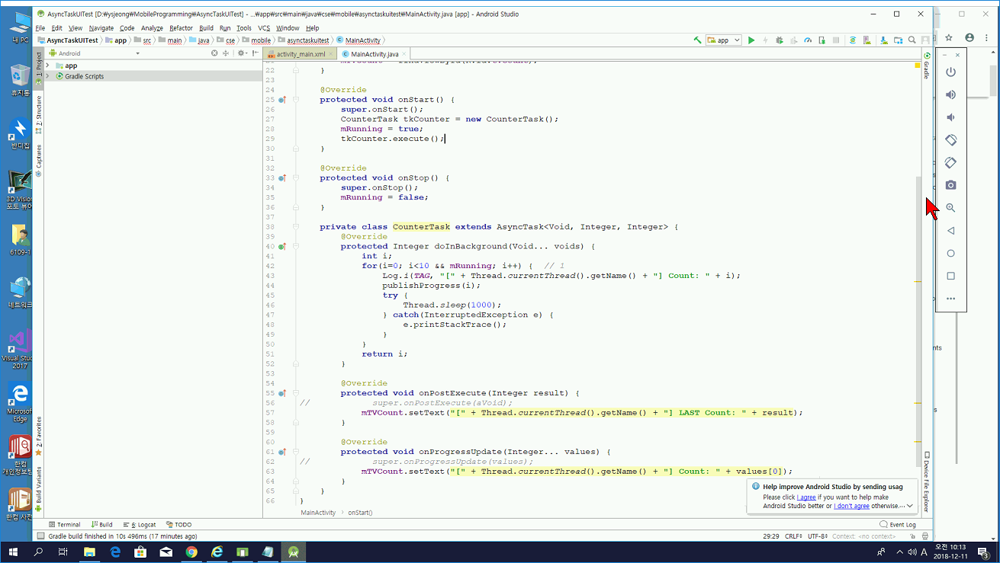 AsyncTaskUITest [D:₩ysjeong₩MobileProgramming₩AsyncTaskUITest] - ...₩app₩src₩main₩java₩cse₩mobile₩asynctaskuitest₩MainActivity.java [app] - Android Studio
File Edit View Navigate Code Analyze Refactor Build Run Tools VCS Window Help
AsyncTaskUITest app src main java cse mobile asynctaskuitest MainActivity app
Android activity_main.xml MainActivity.java
app
Gradle Scripts
1: Project
7: Structure
Captures
2: Favorites
Build Variants
Gradle
Device File Explorer
내 PC
휴지통
반디집
3D Vision
포토 뷰어
6109-1
네트워크
Visual Studio
2017
Microsoft
Edge
한컴
한컴 사전
22 }
23
24 @Override
25 protected void onStart() {
26 super.onStart();
27 CounterTask tkCounter = new CounterTask();
28 mRunning = true;
29 tkCounter.execute();
30 }
31
32 @Override
33 protected void onStop() {
34 super.onStop();
35 mRunning = false;
36 }
37
38 private class CounterTask extends AsyncTask<Void, Integer, Integer> {
39 @Override
40 protected Integer doInBackground(Void... voids) {
41 int i;
42 for(i=0; i<10 && mRunning; i++) { // 1
43 Log.i(TAG, "[" + Thread.currentThread().getName() + "] Count: " + i);
44 publishProgress(i);
45 try {
46 Thread.sleep(1000);
47 } catch(InterruptedException e) {
48 e.printStackTrace();
49 }
50 }
51 return i;
52 }
53
54 @Override
55 protected void onPostExecute(Integer result) {
56 // super.onPostExecute(aVoid);
57 mTVCount.setText("[" + Thread.currentThread().getName() + "] LAST Count: " + result);
58 }
59
60 @Override
61 protected void onProgressUpdate(Integer... values) {
62 // super.onProgressUpdate(values);
63 mTVCount.setText("[" + Thread.currentThread().getName() + "] Count: " + values[0]);
64 }
65 }
66 }
MainActivity › onStart()
Help improve Android Studio by sending usag
Please click I agree if you want to help make
Android Studio better or I don't agree otherwise...
Terminal Build 6: Logcat TODO Event Log
Gradle build finished in 10s 496ms (17 minutes ago) 29:29 CRLF UTF-8 Context: <no context>
A 오전 10:13
2018-12-11
3